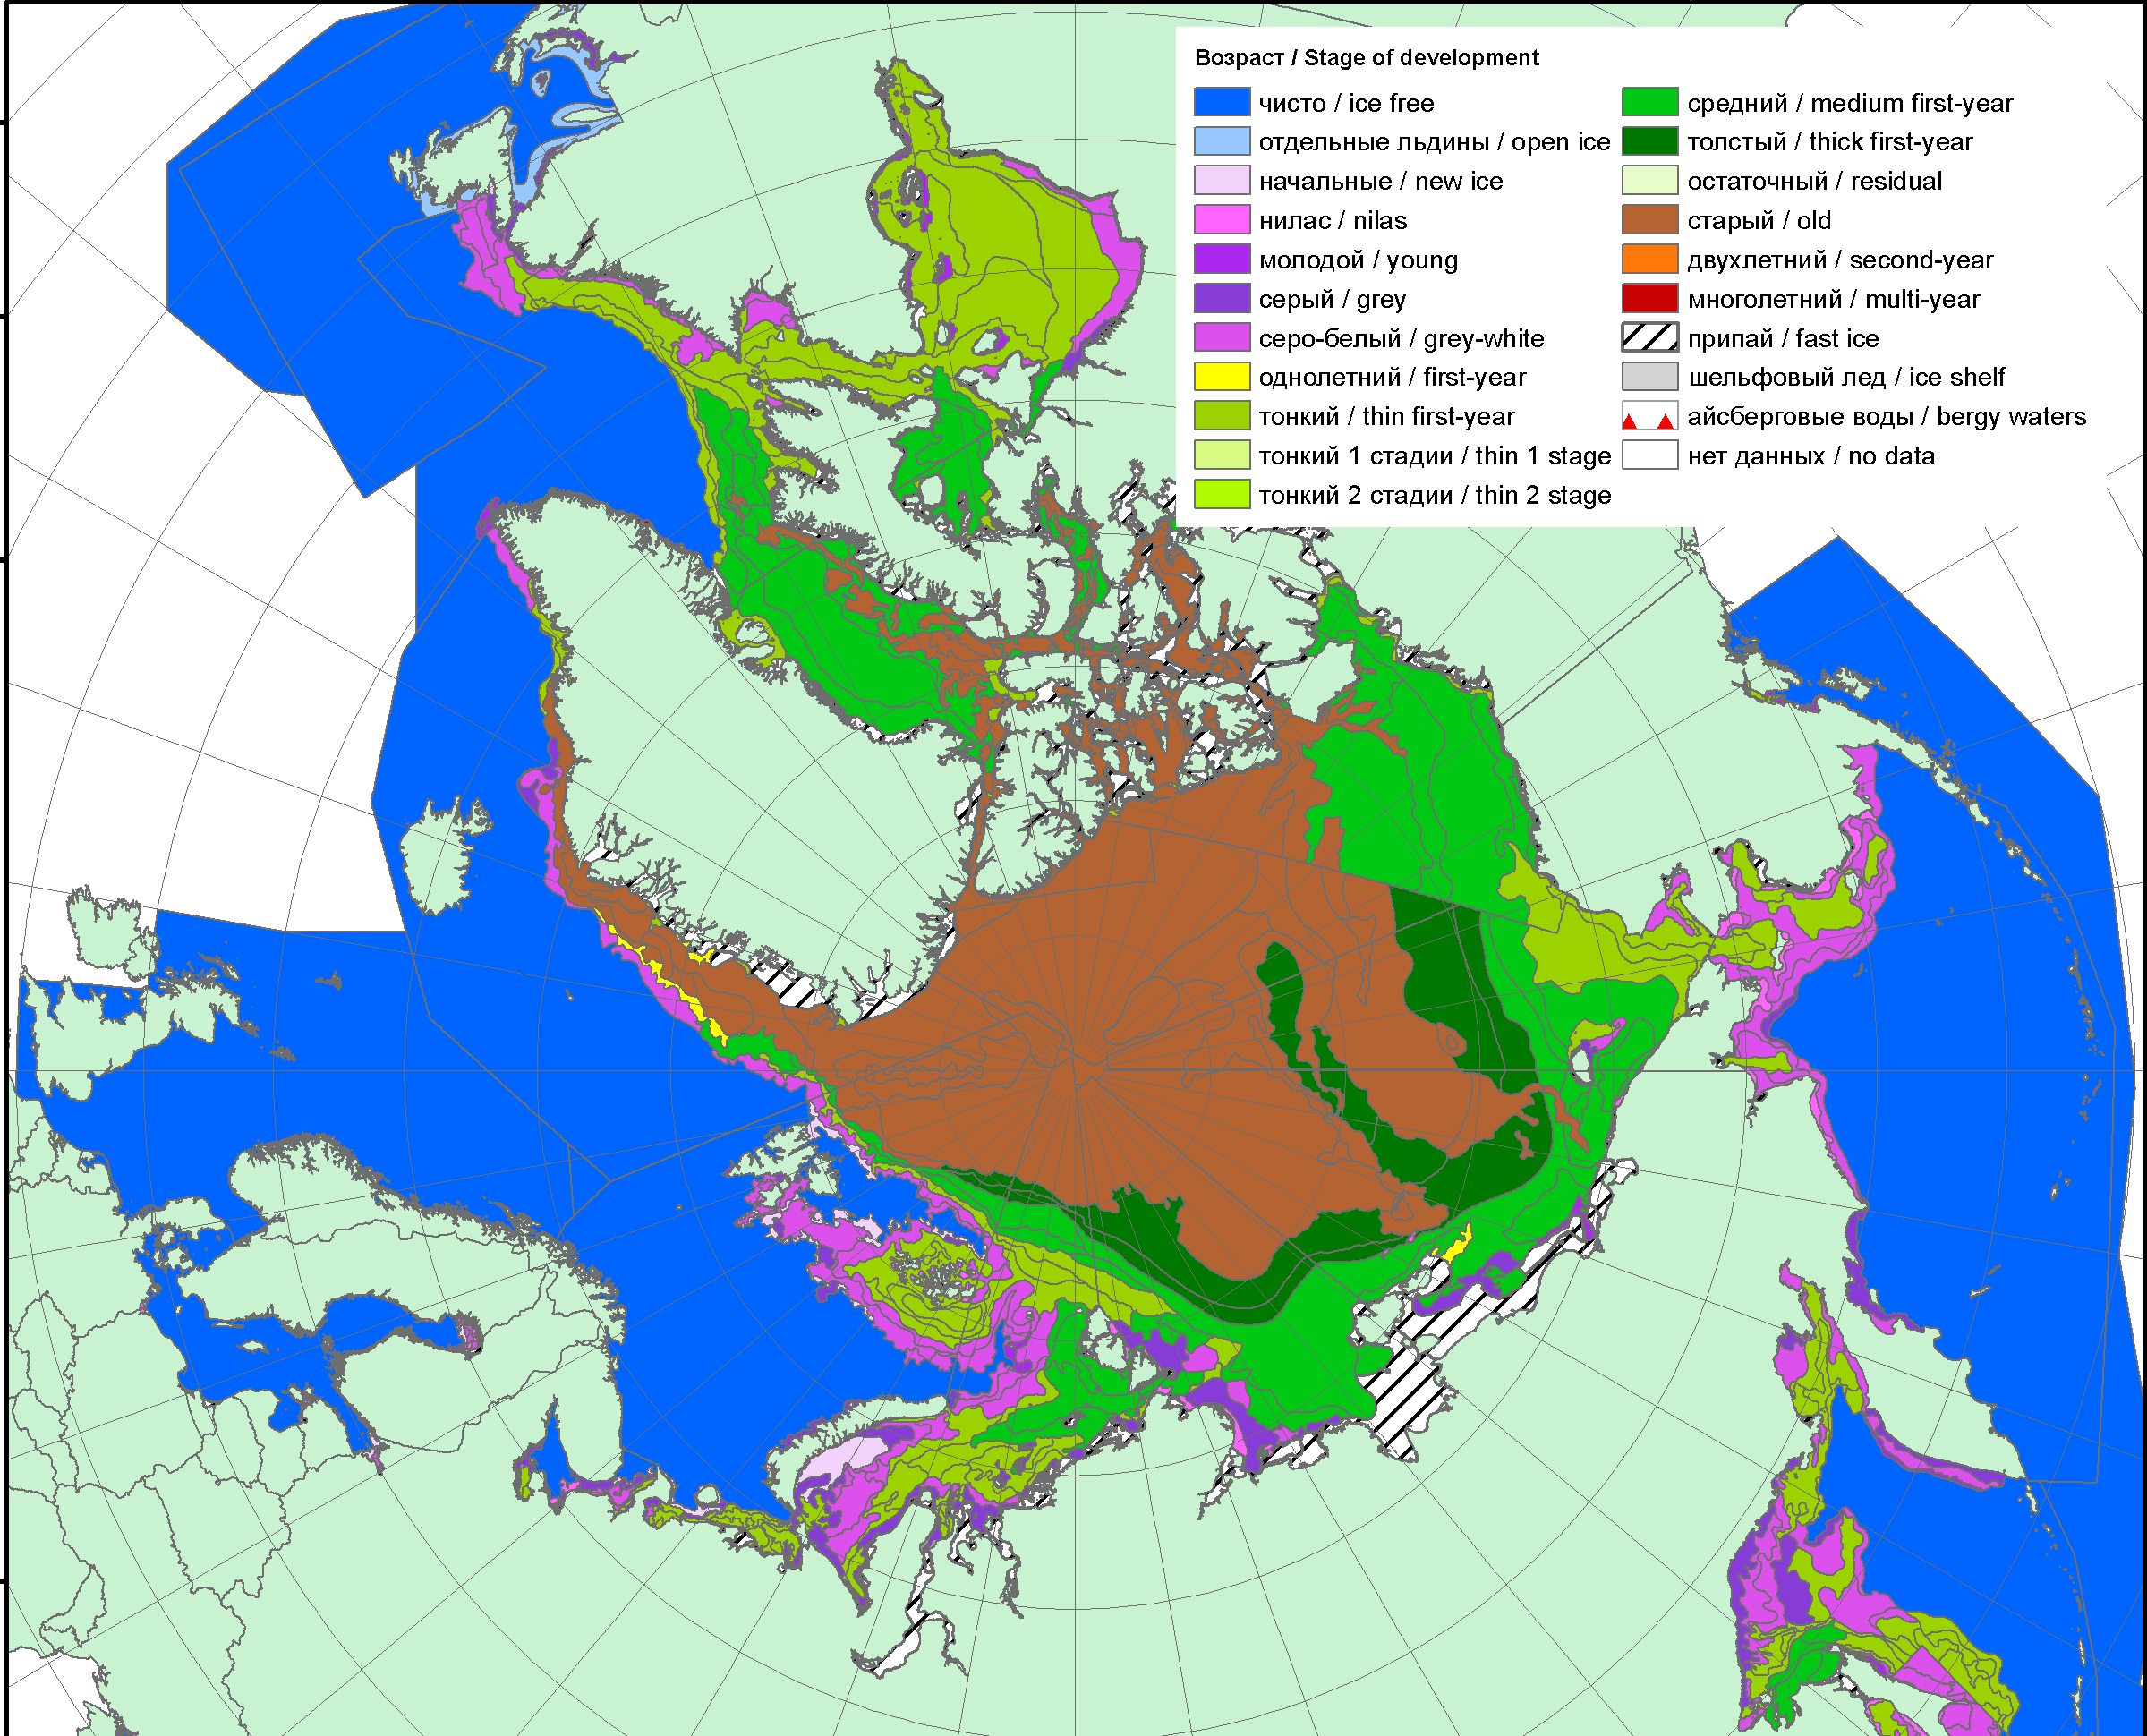 Возраст / Stage of development
чисто / ice free
отдельные льдины / open ice
начальные / new ice
нилас / nilas
молодой / young
серый / grey
серо-белый / grey-white
однолетний / first-year
тонкий / thin first-year
тонкий 1 стадии / thin 1 stage
тонкий 2 стадии / thin 2 stage
средний / medium first-year
толстый / thick first-year
остаточный / residual
старый / old
двухлетний / second-year
многолетний / multi-year
припай / fast ice
шельфовый лед / ice shelf
айсберговые воды / bergy waters
нет данных / no data